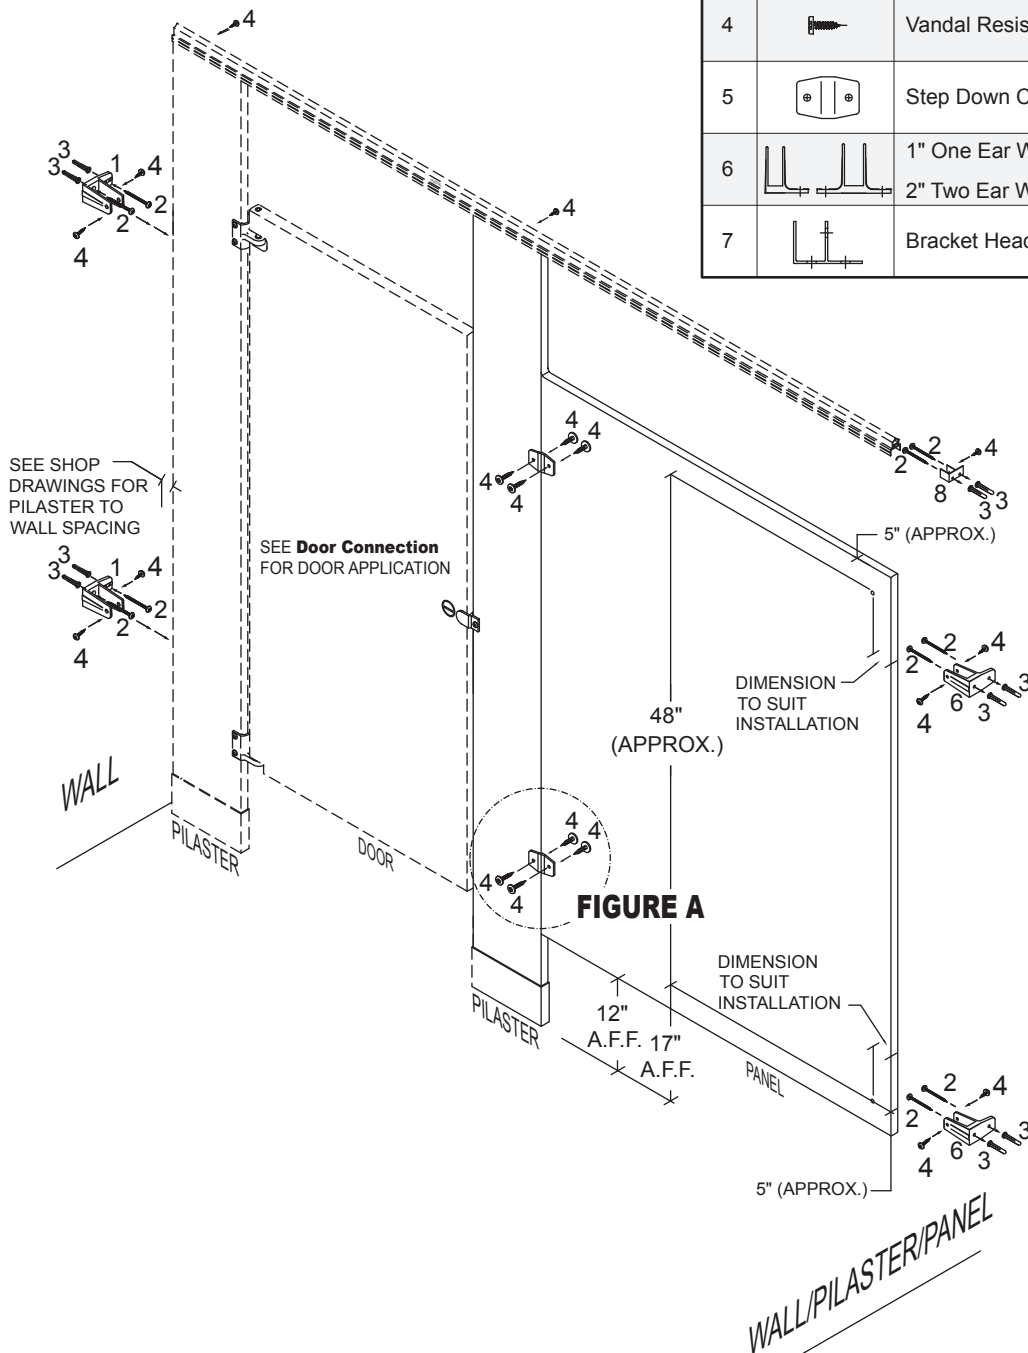 4
4 Vandal Resis
5 Step Down C
6 1" One Ear W
2" Two Ear W
7 Bracket Head
3
3
1
4
2
2
4
4
SEE SHOP
DRAWINGS FOR
PILASTER TO
WALL SPACING
SEE Door Connection
FOR DOOR APPLICATION
4
4
4
4
2
2
4
8
3
3
5" (APPROX.)
3
3
1
4
2
2
4
DIMENSION
TO SUIT
INSTALLATION
2
2
4
6
3
3
4
48"
(APPROX.)
WALL
PILASTER
DOOR
4
4
4
4
FIGURE A
DIMENSION
TO SUIT
INSTALLATION
PILASTER
12"
A.F.F.
17"
A.F.F.
PANEL
2
2
4
6
3
3
4
5" (APPROX.)
WALL/PILASTER/PANEL